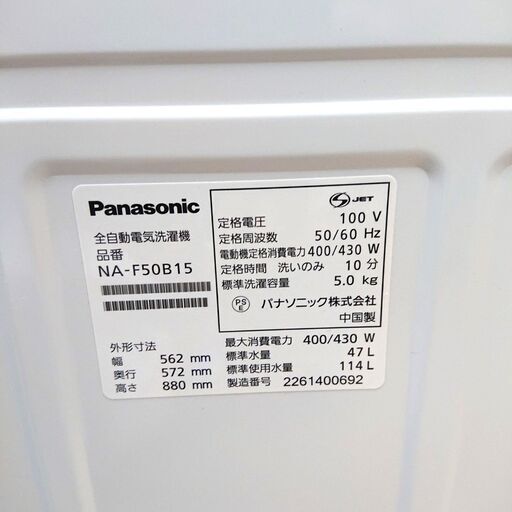 Panasonic
全自動電気洗濯機
品番
NA-F50B15
外形寸法
幅 562 mm
奥行 572 mm
高さ 880 mm
S JET
定格電圧 100 V
定格周波数 50/60 Hz
電動機定格消費電力 400/430 W
定格時間 洗いのみ 10 分
標準洗濯容量 5.0 kg
PSE パナソニック株式会社
中国製
最大消費電力 400/430 W
標準水量 47 L
標準使用水量 114 L
製造番号 2261400692